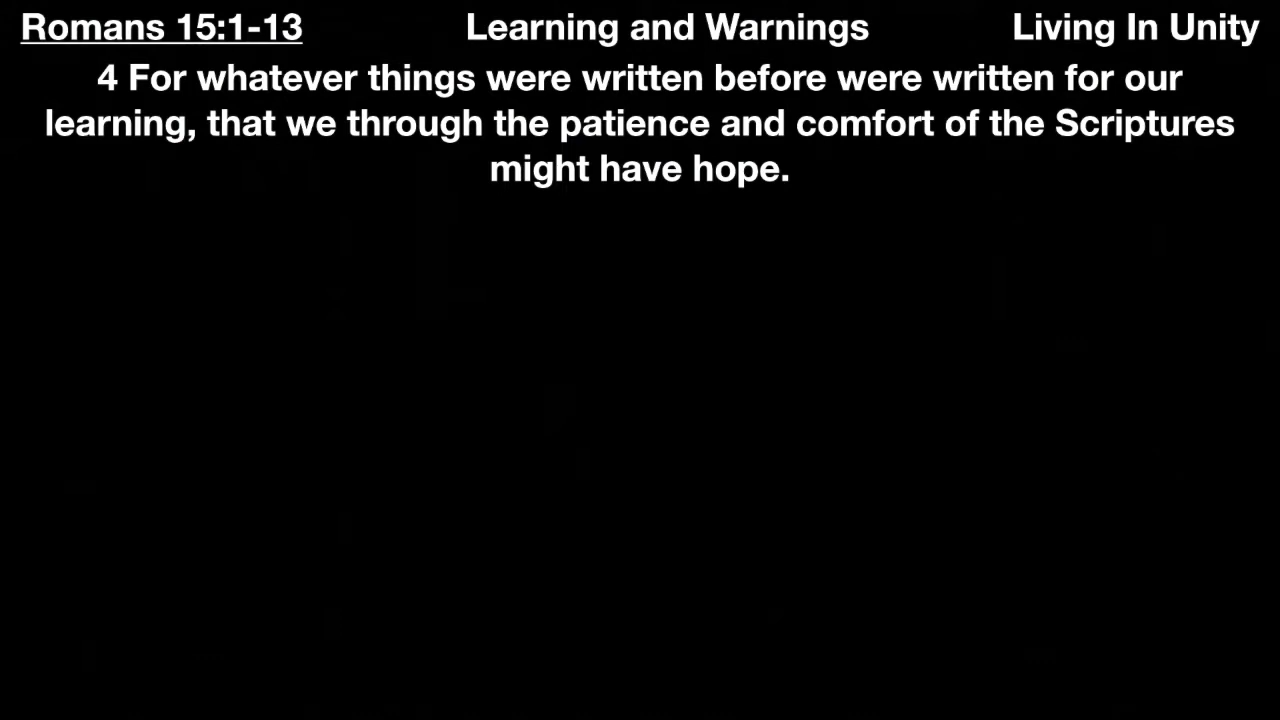 Romans 15:1-13 Learning and Warnings Living In Unity
4 For whatever things were written before were written for our
learning, that we through the patience and comfort of the Scriptures
might have hope.